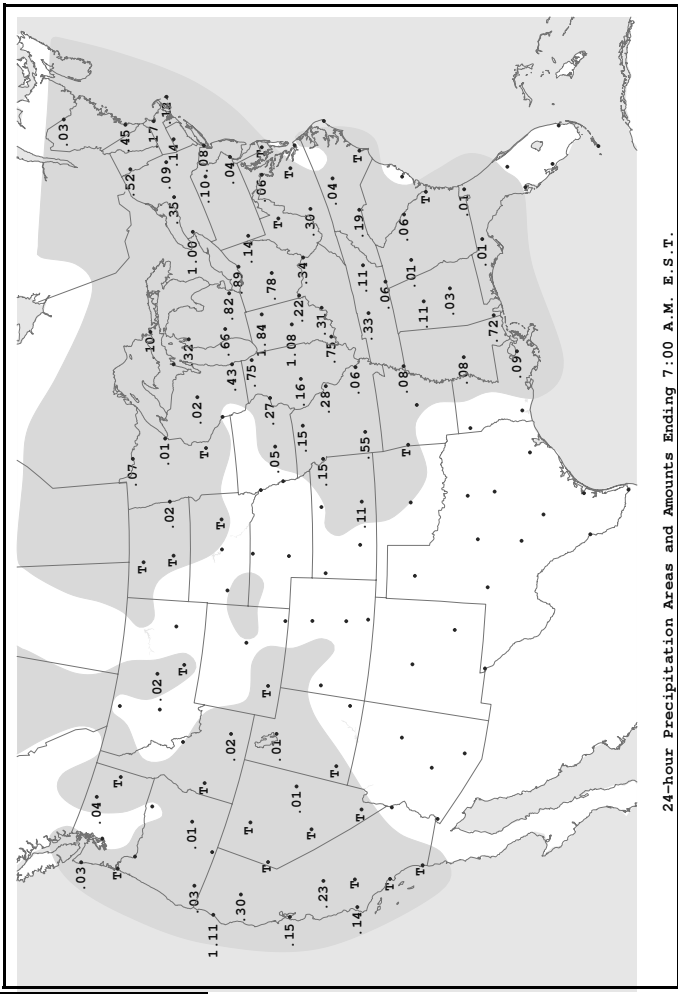 .03
.03
.04
T
T
.45
.07
.52
T
.10
.17
.02
T
.01
.09
.12
.02
.35
.14
T
.32
.03
.01
.02
1.00
T
T
.10
.08
1.11
T
.66
.02
.43
.82
.04
.30
.89
T
.75
.14
1.84
.06
T
T
T
.27
.78
.01
.05
T
.15
1.08
T
.01
.16
.22
.15
.34
T
.30
.23
.15
.28
.31
T
.75
.04
.14
T
.06
.19
T
T
.11
.55
.11
.33
T
.06
T
.08
.01
.06
T
.11
T
.03
.08
.01
.01
.72
.09
24-hour Precipitation Areas and Amounts Ending 7:00 A.M. E.S.T.